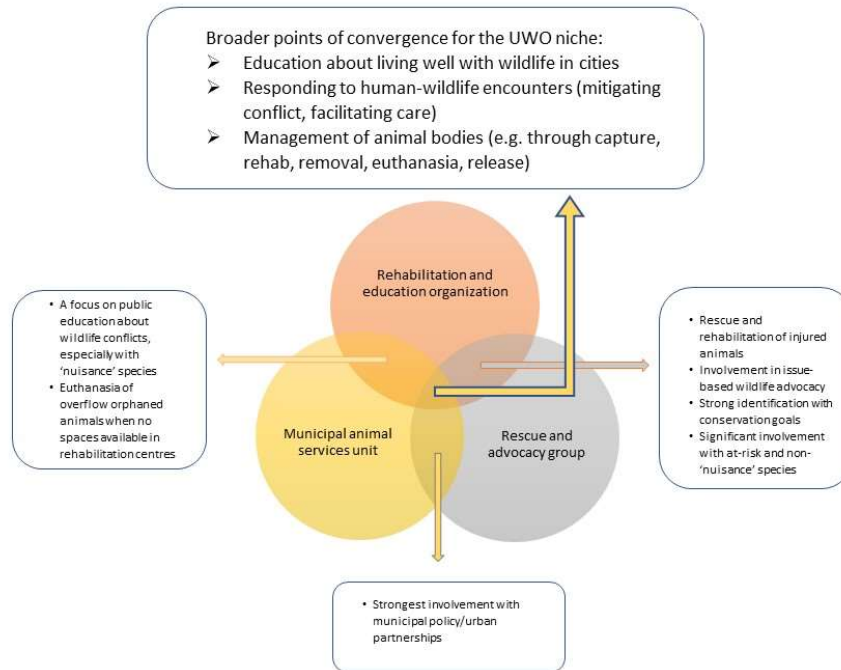 Broader points of convergence for the UWO niche:
➢ Education about living well with wildlife in cities
➢ Responding to human-wildlife encounters (mitigating
conflict, facilitating care)
➢ Management of animal bodies (e.g. through capture,
rehab, removal, euthanasia, release)
Rehabilitation and
education organization
• A focus on public
education about
wildlife conflicts,
especially with
'nuisance' species
• Euthanasia of
overflow orphaned
animals when no
spaces available in
rehabilitation centres
• Rescue and
rehabilitation of injured
animals
• Involvement in issue-
based wildlife advocacy
• Strong identification with
conservation goals
• Significant involvement
with at-risk and non-
'nuisance' species
Municipal animal
services unit
Rescue and
advocacy group
• Strongest involvement with
municipal policy/urban
partnerships